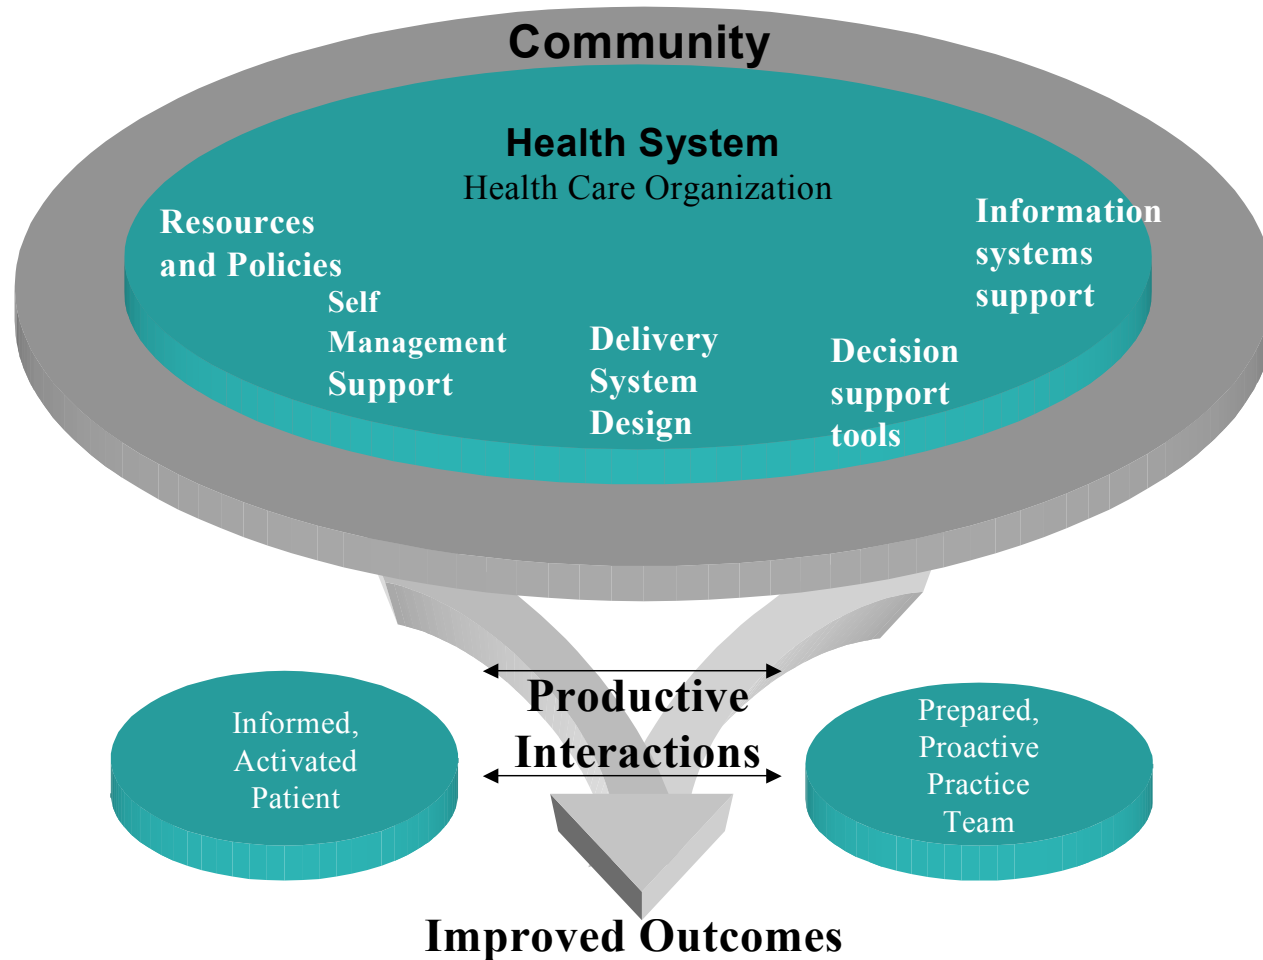 Community
Health System
Health Care Organization
Resources
and Policies
Self
Management
Support
Delivery
System
Design
Decision
support
tools
Information
systems
support
Informed,
Activated
Patient
Productive
Interactions
Prepared,
Proactive
Practice
Team
Improved Outcomes